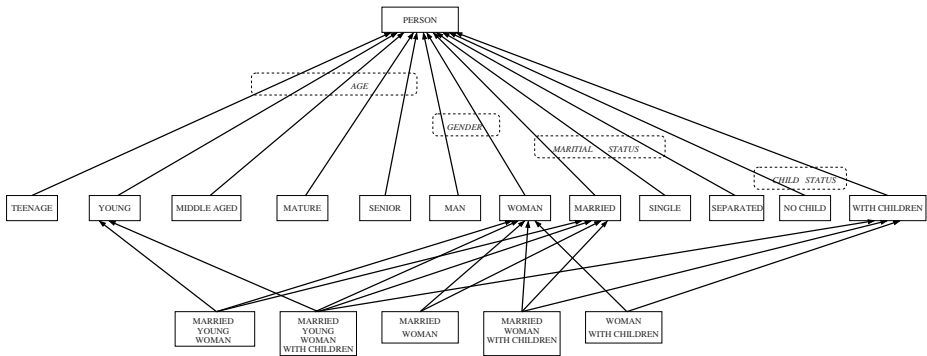 PERSON
AGE
GENDER
MARITIAL STATUS
CHILD STATUS
TEENAGE
YOUNG
MIDDLE AGED
MATURE
SENIOR
MAN
WOMAN
MARRIED
SINGLE
SEPARATED
NO CHILD
WITH CHILDREN
MARRIED
YOUNG
WOMAN
MARRIED
YOUNG
WOMAN
WITH CHILDREN
MARRIED
WOMAN
MARRIED
WOMAN
WITH CHILDREN
WOMAN
WITH CHILDREN